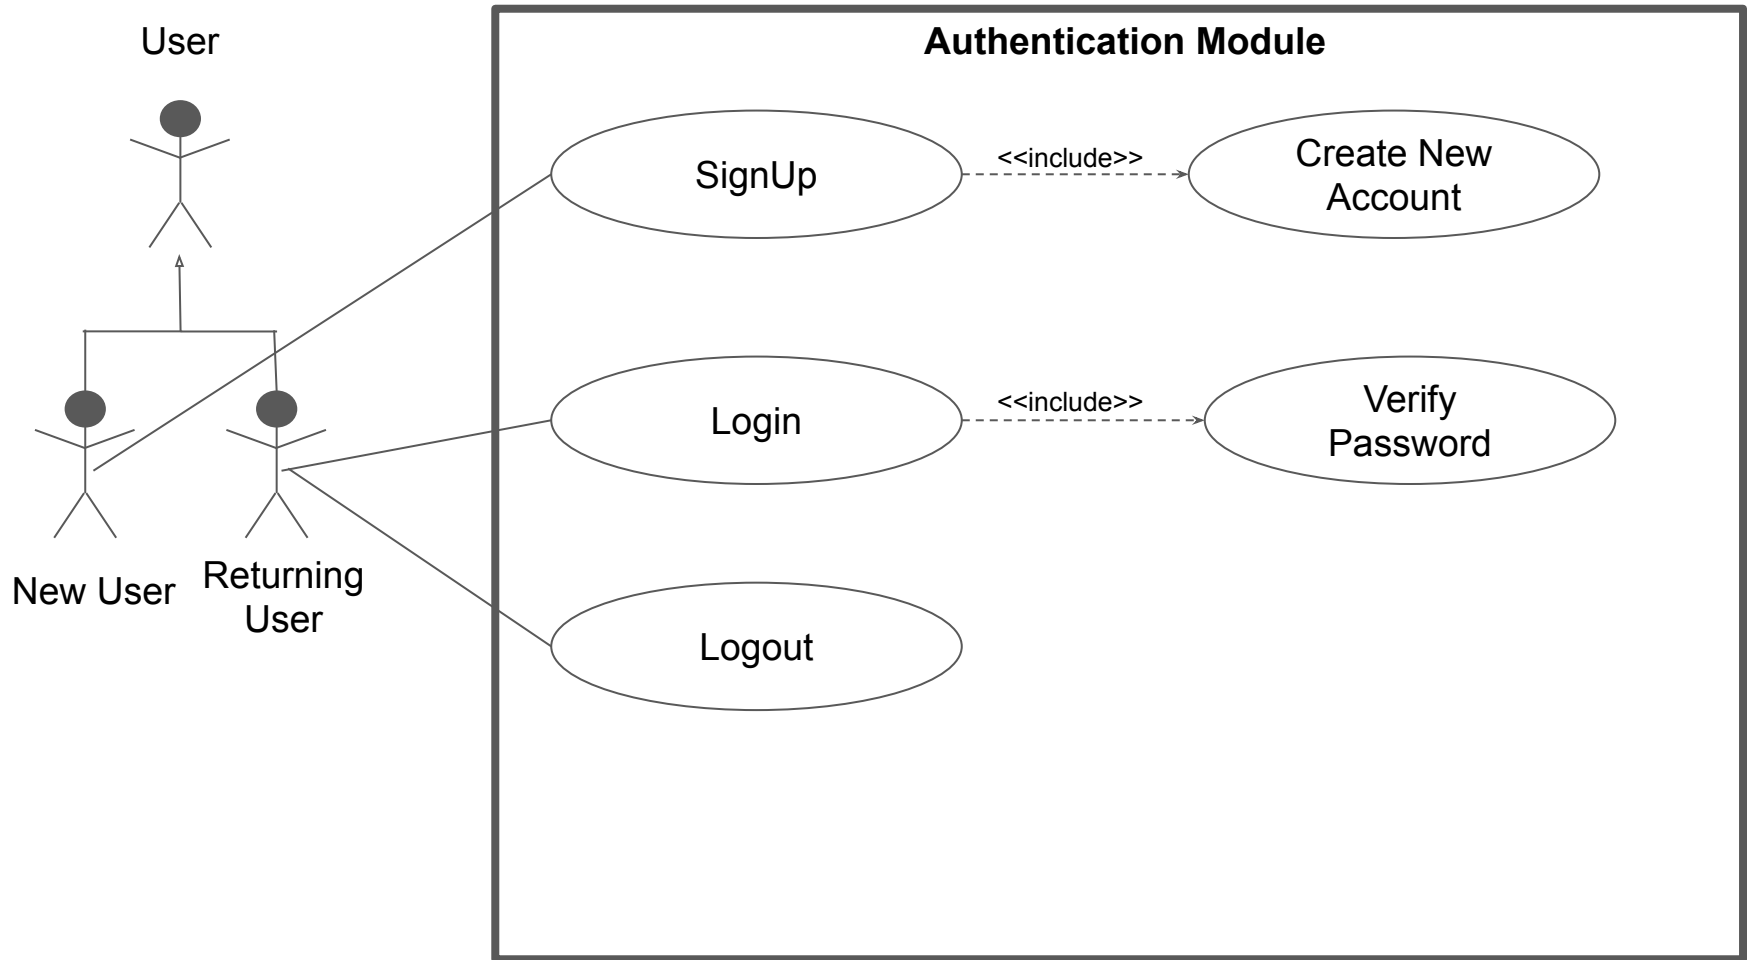 User
Authentication Module
SignUp
<<include>>
Create New
Account
Login
<<include>>
Verify
Password
New User
Returning
User
Logout